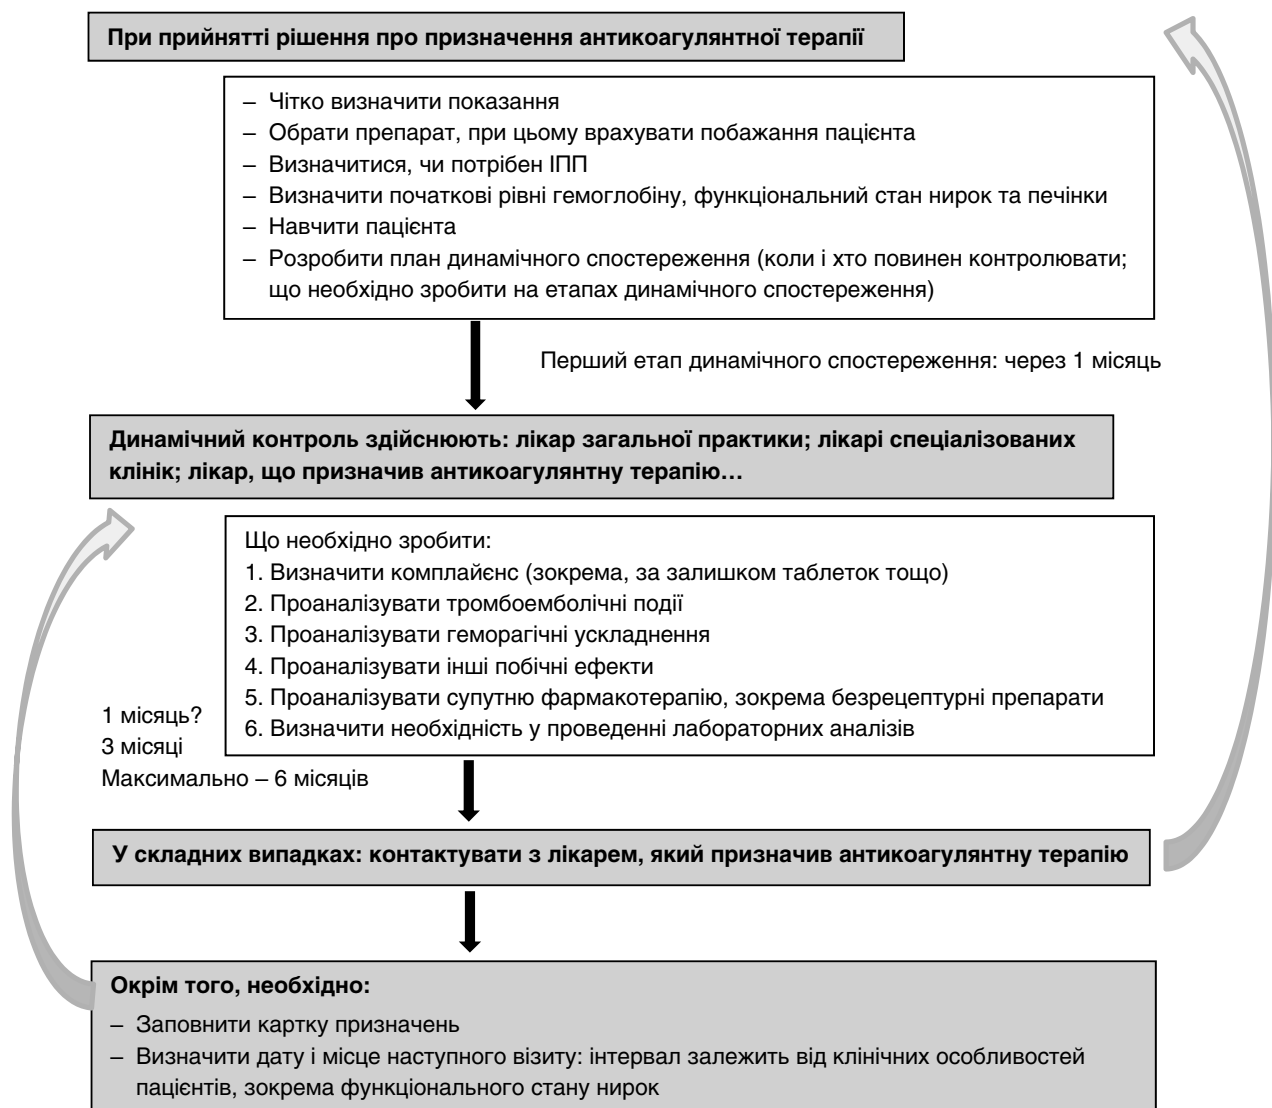 При прийнятті рішення про призначення антикоагулянтної терапії
– Чітко визначити показання
– Обрати препарат, при цьому врахувати побажання пацієнта
– Визначитися, чи потрібен ІПП
– Визначити початкові рівні гемоглобіну, функціональний стан нирок та печінки
– Навчити пацієнта
– Розробити план динамічного спостереження (коли і хто повинен контролювати;
що необхідно зробити на етапах динамічного спостереження)
Перший етап динамічного спостереження: через 1 місяць
Динамічний контроль здійснюють: лікар загальної практики; лікарі спеціалізованих
клінік; лікар, що призначив антикоагулянтну терапію…
Що необхідно зробити:
1. Визначити комплайєнс (зокрема, за залишком таблеток тощо)
2. Проаналізувати тромбоемболічні події
3. Проаналізувати геморагічні ускладнення
4. Проаналізувати інші побічні ефекти
5. Проаналізувати супутню фармакотерапію, зокрема безрецептурні препарати
6. Визначити необхідність у проведенні лабораторних аналізів
1 місяць?
3 місяці
Максимально – 6 місяців
У складних випадках: контактувати з лікарем, який призначив антикоагулянтну терапію
Окрім того, необхідно:
– Заповнити картку призначень
– Визначити дату і місце наступного візиту: інтервал залежить від клінічних особливостей
пацієнтів, зокрема функціонального стану нирок